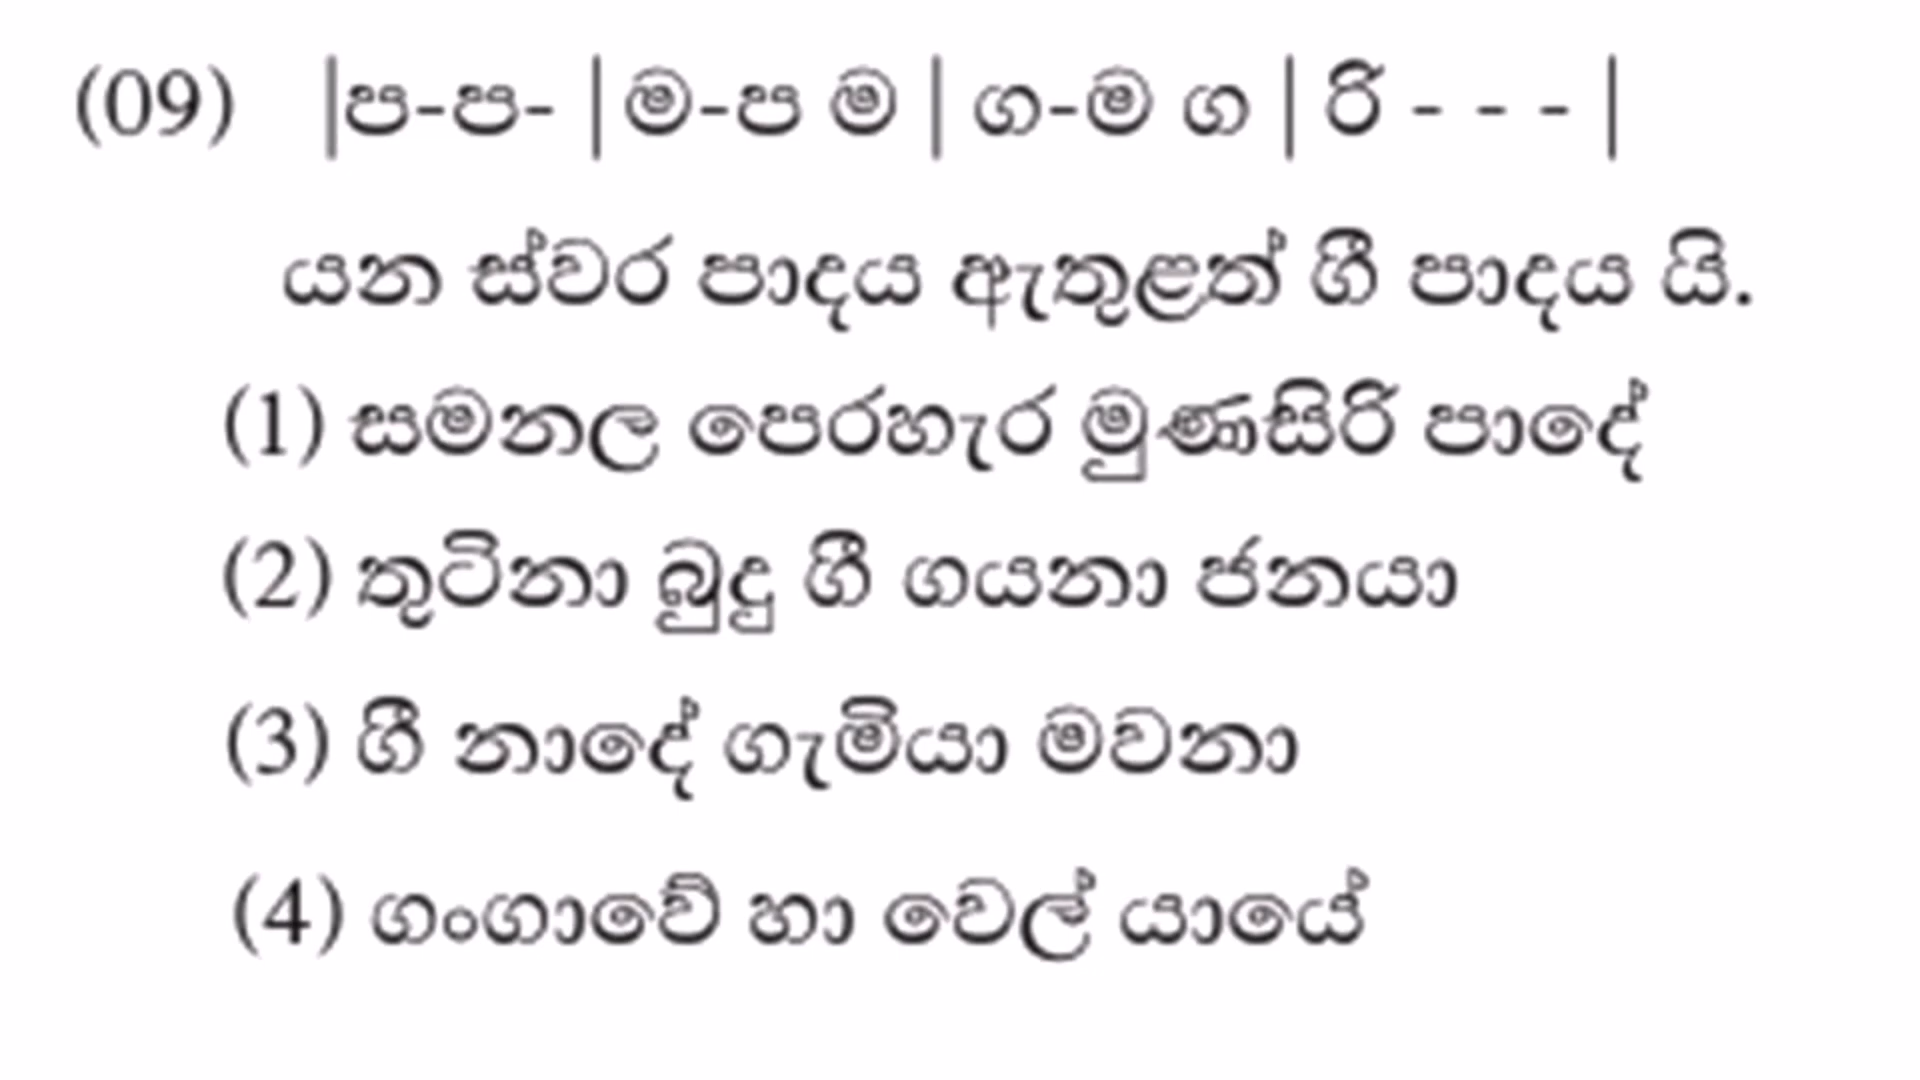 (09) |ප-ප- | ම-ප ම | ග-ම ග | රි - - - |
යන ස්වර පාදය ඇතුළත් ගී පාදය යි.
(1) සමනල පෙරහැර මුණසිරි පාදේ
(2) තුටිනා බුදු ගී ගයනා ජනයා
(3) ගී නාදේ ගැමියා මවනා
(4) ගංගාවේ හා වෙල් යායේ